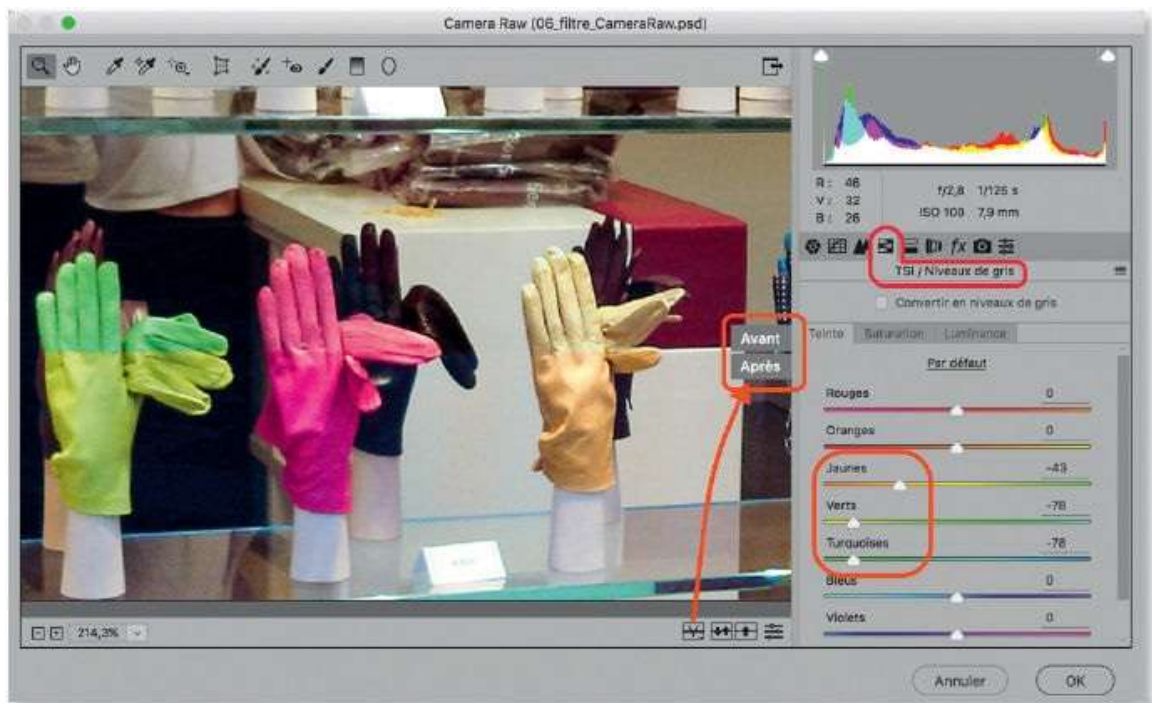 Camera Raw (06_filtre_CameraRaw.psd)
R : 46
V : 32
B : 26
f/2,8 1/125 s
ISO 100 7,9 mm
fx
TSI / Niveaux de gris
Convertir en niveaux de gris
Teinte Saturation Luminance
Par défaut
Rouges 0
Oranges 0
Jaunes -43
Verts -78
Turquoises -78
Bleus 0
Violets 0
Avant
Après
214,3%
Annuler OK